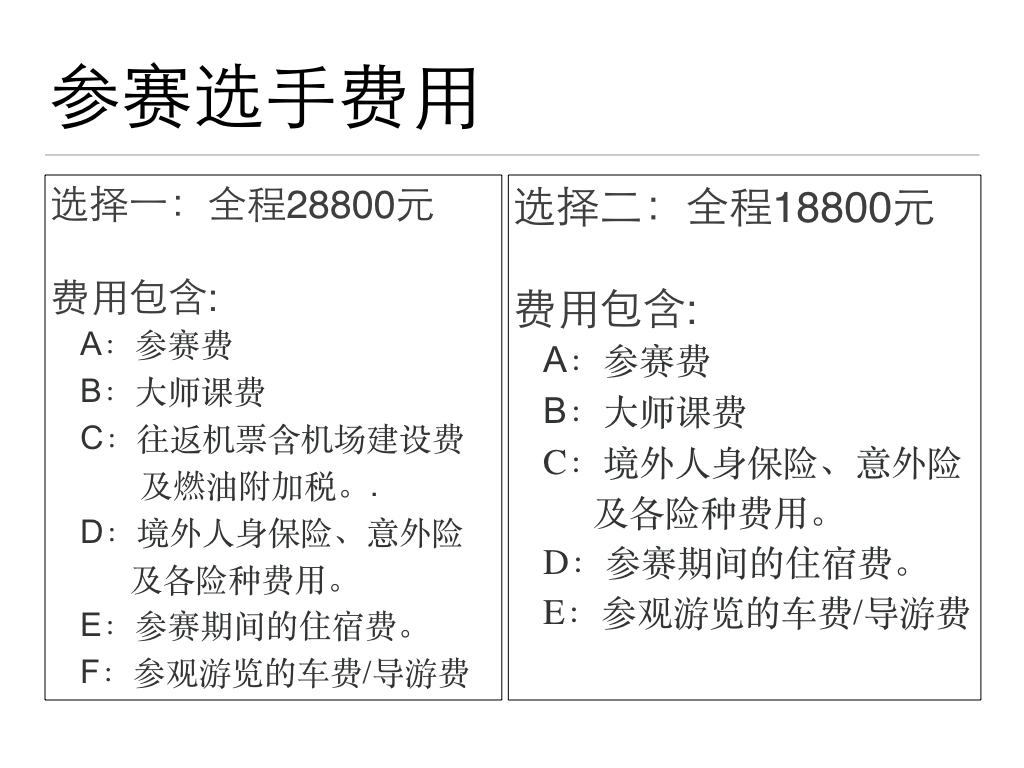 参赛选手费用
选择一：全程28800元
费用包含:
A：参赛费
B：大师课费
C：往返机票含机场建设费
及燃油附加税。.
D：境外人身保险、意外险
及各险种费用。
E：参赛期间的住宿费。
F：参观游览的车费/导游费
选择二：全程18800元
费用包含:
A：参赛费
B：大师课费
C：境外人身保险、意外险
及各险种费用。
D：参赛期间的住宿费。
E：参观游览的车费/导游费